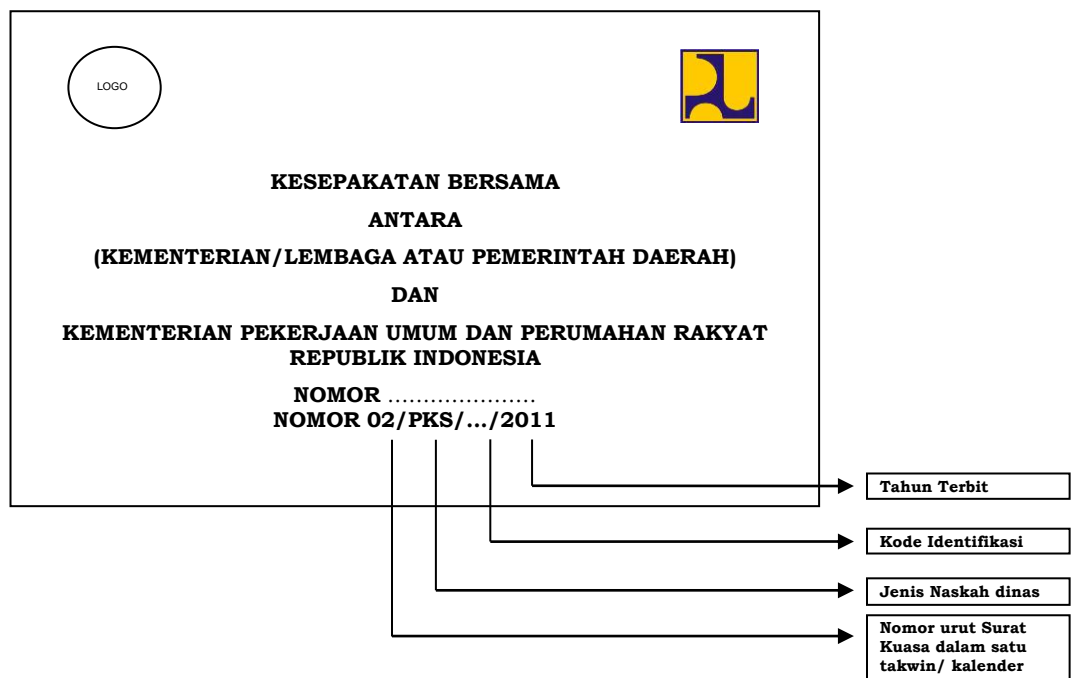 LOGO
KESEPAKATAN BERSAMA
ANTARA
(KEMENTERIAN/LEMBAGA ATAU PEMERINTAH DAERAH)
DAN
KEMENTERIAN PEKERJAAN UMUM DAN PERUMAHAN RAKYAT
REPUBLIK INDONESIA
NOMOR .....................
NOMOR 02/PKS/.../2011
Tahun Terbit
Kode Identifikasi
Jenis Naskah dinas
Nomor urut Surat
Kuasa dalam satu
takwin/ kalender